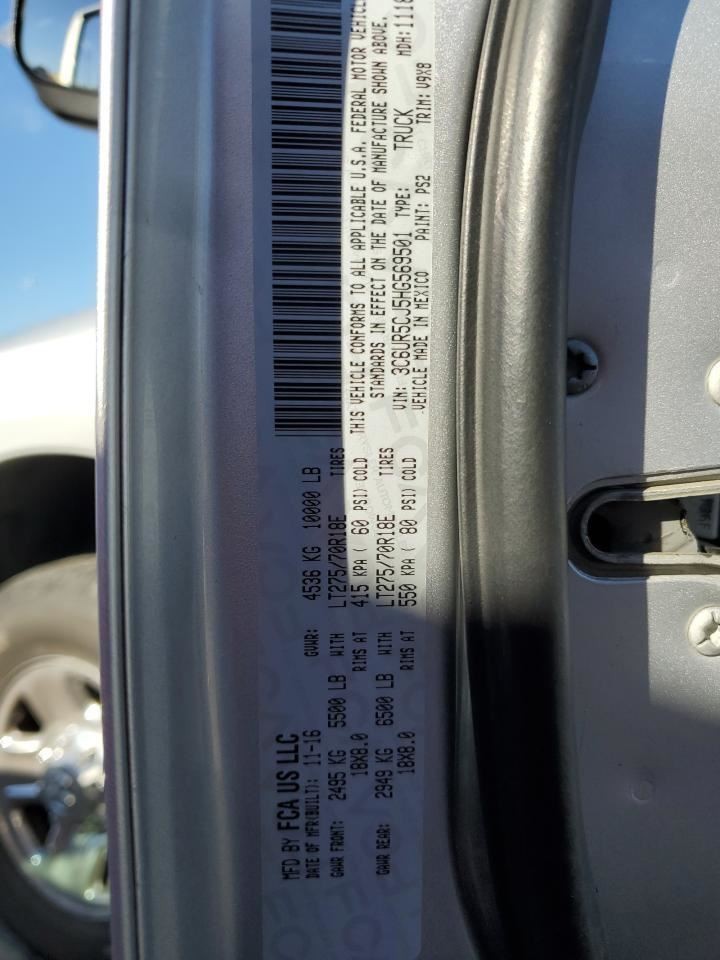 MFD BY FCA US LLC
DATE OF MFR(BUILT): 11-16 GVWR: 4536 KG 10000 LB
GAWR FRONT: 2495 KG 5500 LB WITH LT275/70R18E TIRES
18X8.0 RIMS AT 415 KPA ( 60 PSI) COLD
GAWR REAR: 2949 KG 6500 LB WITH LT275/70R18E TIRES
18X8.0 RIMS AT 550 KPA ( 80 PSI) COLD
THIS VEHICLE CONFORMS TO ALL APPLICABLE U.S.A. FEDERAL MOTOR VEHICLE
STANDARDS IN EFFECT ON THE DATE OF MANUFACTURE SHOWN ABOVE.
VIN: 3C6UR5CJ5HG569501 TYPE: TRUCK MDH:1118
VEHICLE MADE IN MEXICO PAINT: PS2 TRIM: V9X8